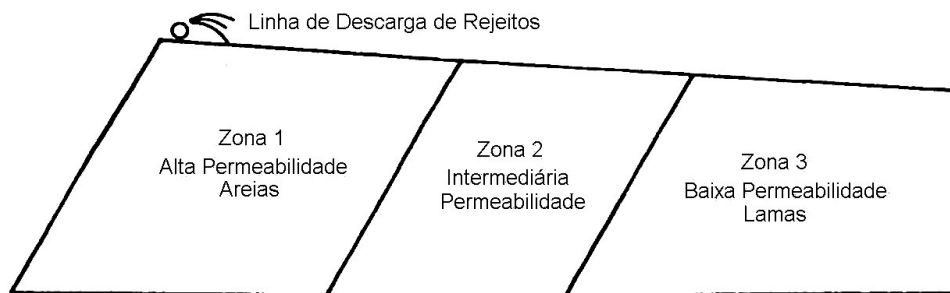 Linha de Descarga de Rejeitos
Zona 1
Alta Permeabilidade
Areias
Zona 2
Intermediária
Permeabilidade
Zona 3
Baixa Permeabilidade
Lamas